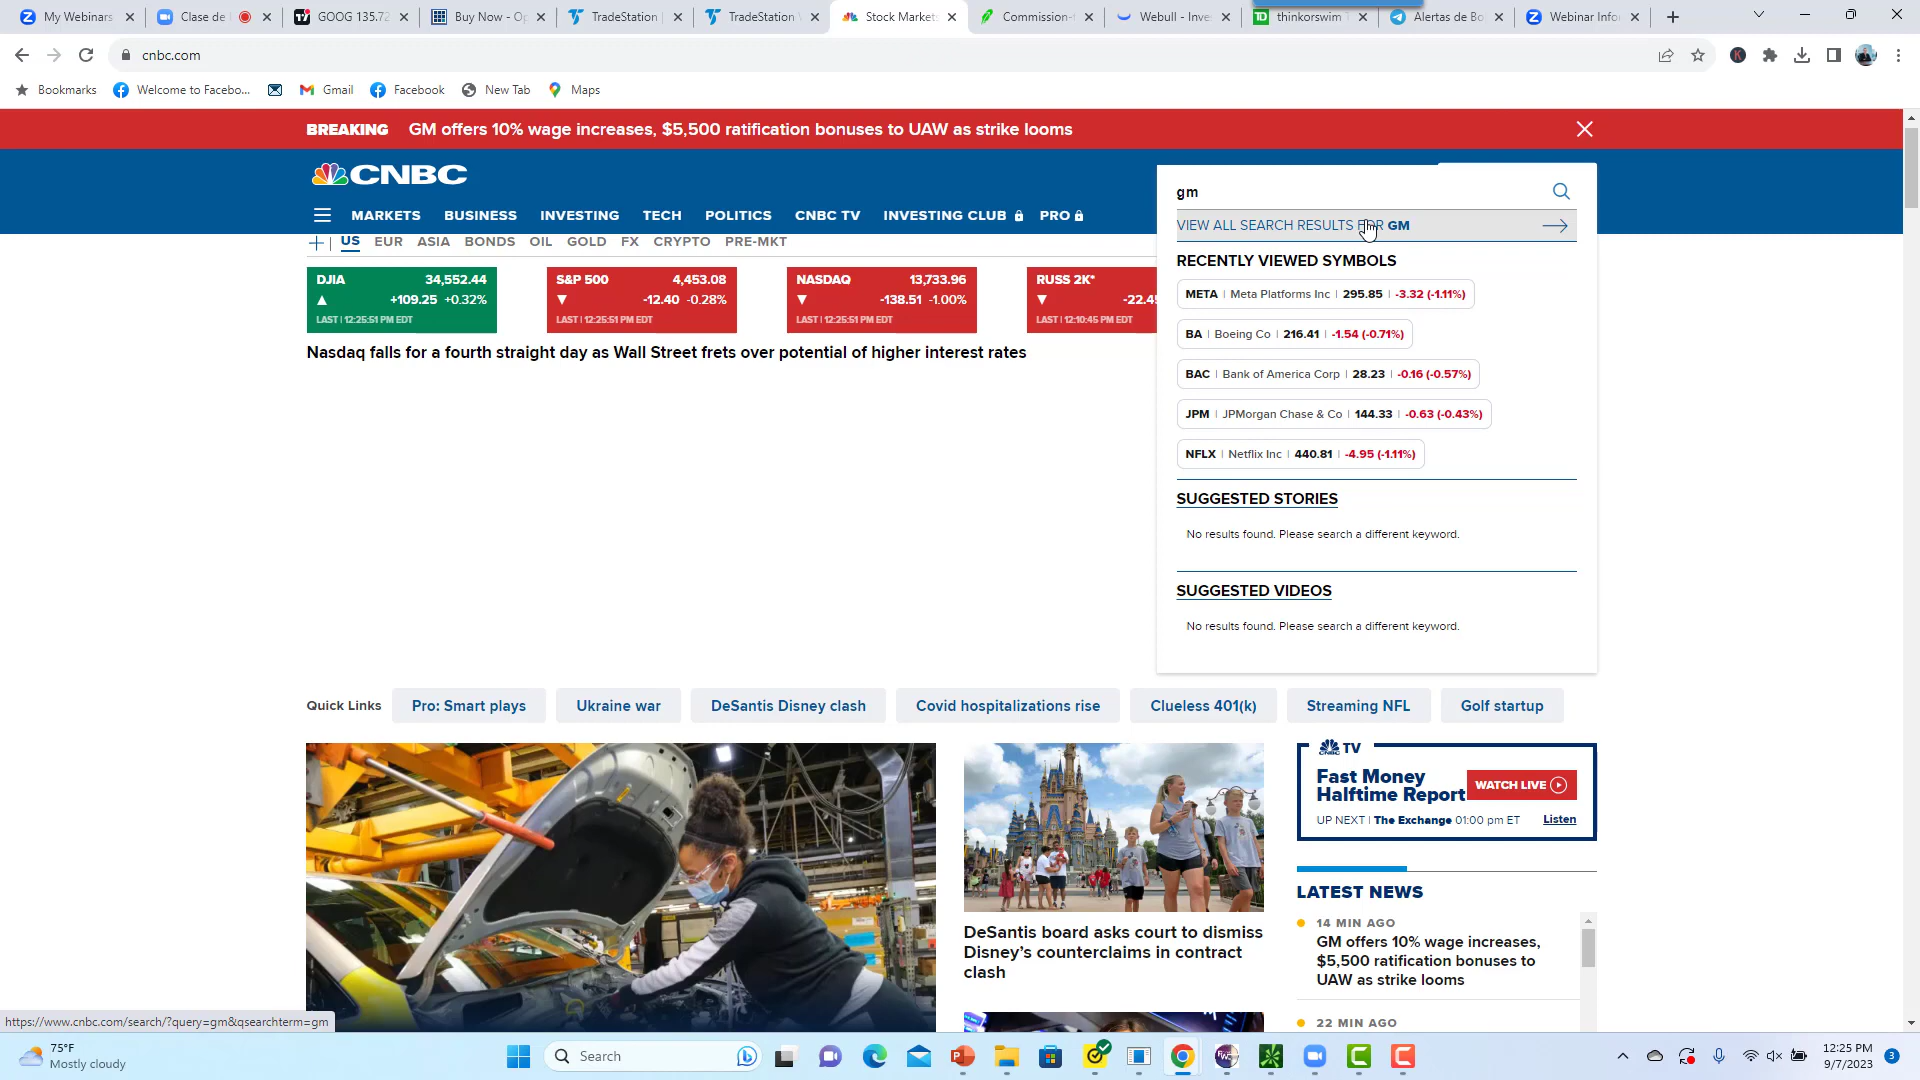 My Webinars
Clase de
GOOG 135.72
Buy Now - Op
TradeStation
TradeStation
Stock Markets
Commission-
Webull - Inves
thinkorswim
Alertas de Bo
Webinar Info
cnbc.com
Bookmarks
Welcome to Facebo...
Gmail
Facebook
New Tab
Maps
BREAKING GM offers 10% wage increases, $5,500 ratification bonuses to UAW as strike looms
CNBC
MARKETS BUSINESS INVESTING TECH POLITICS CNBC TV INVESTING CLUB PRO
US EUR ASIA BONDS OIL GOLD FX CRYPTO PRE-MKT
DJIA 34,552.44
+109.25 +0.32%
LAST | 12:25:51 PM EDT
S&P 500 4,453.08
-12.40 -0.28%
LAST | 12:25:51 PM EDT
NASDAQ 13,733.96
-138.51 -1.00%
LAST | 12:25:51 PM EDT
RUSS 2K*
-22.45
LAST | 12:10:45 PM EDT
Nasdaq falls for a fourth straight day as Wall Street frets over potential of higher interest rates
gm
VIEW ALL SEARCH RESULTS FOR GM
RECENTLY VIEWED SYMBOLS
META | Meta Platforms Inc | 295.85 | -3.32 (-1.11%)
BA | Boeing Co | 216.41 | -1.54 (-0.71%)
BAC | Bank of America Corp | 28.23 | -0.16 (-0.57%)
JPM | JPMorgan Chase & Co | 144.33 | -0.63 (-0.43%)
NFLX | Netflix Inc | 440.81 | -4.95 (-1.11%)
SUGGESTED STORIES
No results found. Please search a different keyword.
SUGGESTED VIDEOS
No results found. Please search a different keyword.
Quick Links
Pro: Smart plays
Ukraine war
DeSantis Disney clash
Covid hospitalizations rise
Clueless 401(k)
Streaming NFL
Golf startup
DeSantis board asks court to dismiss
Disney's counterclaims in contract
clash
CNBC TV
Fast Money
Halftime Report
WATCH LIVE
UP NEXT | The Exchange 01:00 pm ET
Listen
LATEST NEWS
14 MIN AGO
GM offers 10% wage increases,
$5,500 ratification bonuses to
UAW as strike looms
22 MIN AGO
https://www.cnbc.com/search/?query=gm&qsearchterm=gm
75°F
Mostly cloudy
Search
12:25 PM
9/7/2023
3